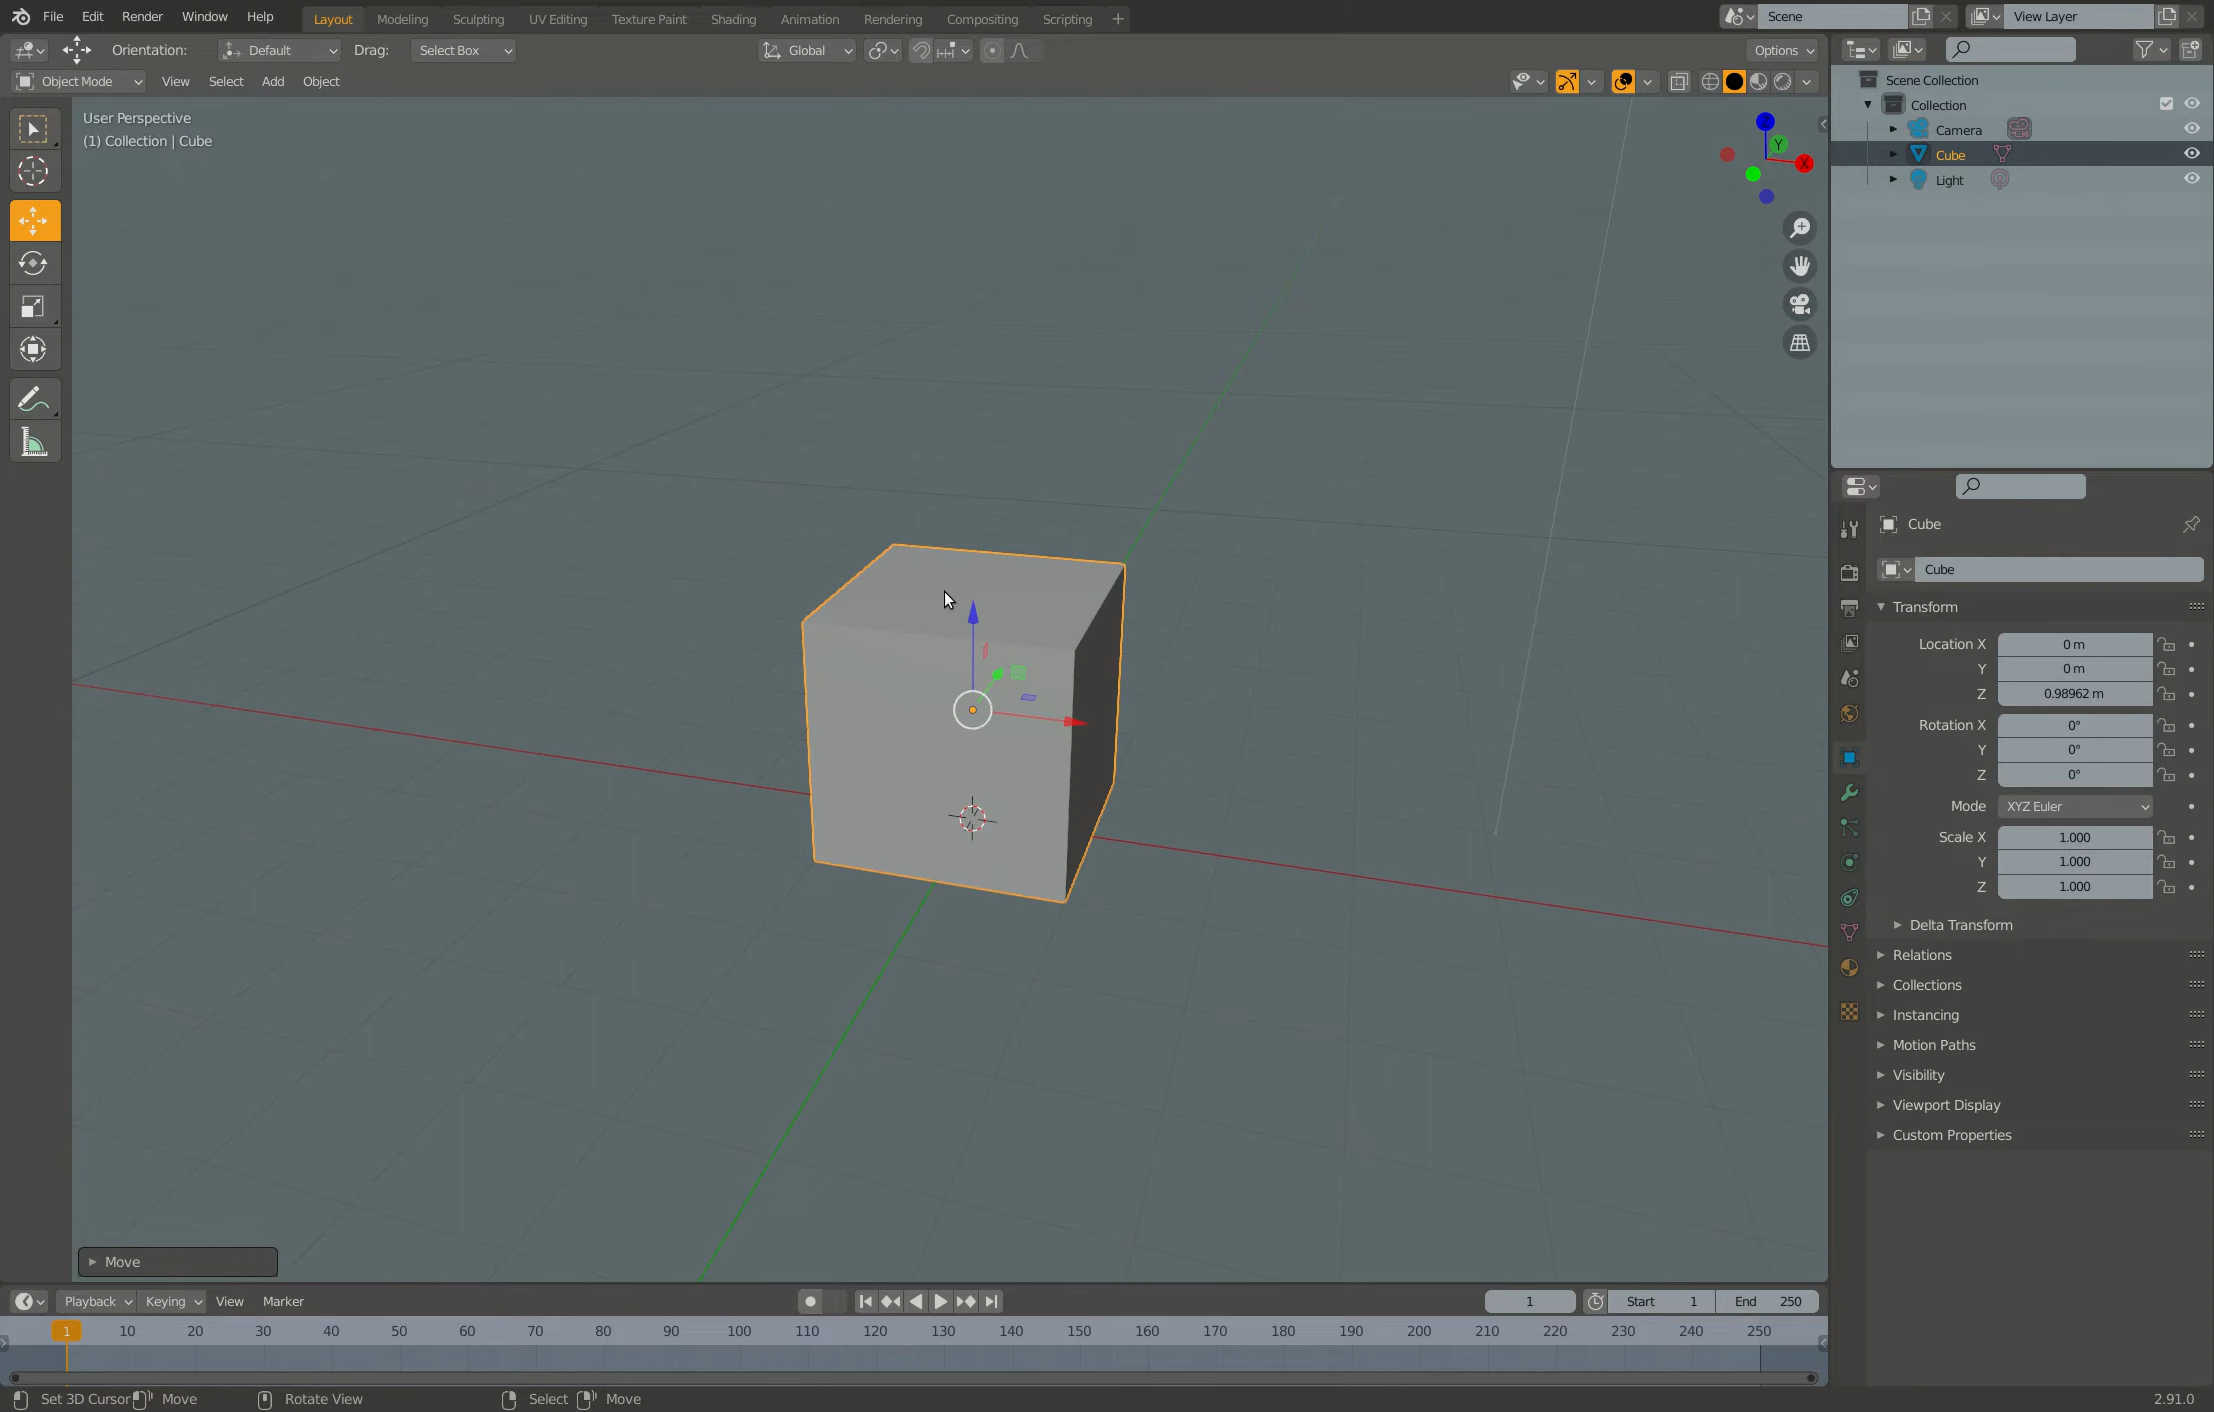 File Edit Render Window Help Layout Modeling Sculpting UV Editing Texture Paint Shading Animation Rendering Compositing Scripting + Scene View Layer
Orientation: Default Drag: Select Box Global Options
Object Mode View Select Add Object
User Perspective
(1) Collection | Cube
Z
Y
X
Scene Collection
Collection
Camera
Cube
Light
Cube
Cube
Transform
Location X 0 m
Y 0 m
Z 0.98962 m
Rotation X 0°
Y 0°
Z 0°
Mode XYZ Euler
Scale X 1.000
Y 1.000
Z 1.000
Delta Transform
Relations
Collections
Instancing
Motion Paths
Visibility
Viewport Display
Custom Properties
Move
Playback Keying View Marker 1 Start 1 End 250
1 10 20 30 40 50 60 70 80 90 100 110 120 130 140 150 160 170 180 190 200 210 220 230 240 250
Set 3D Cursor Move Rotate View Select Move 2.91.0